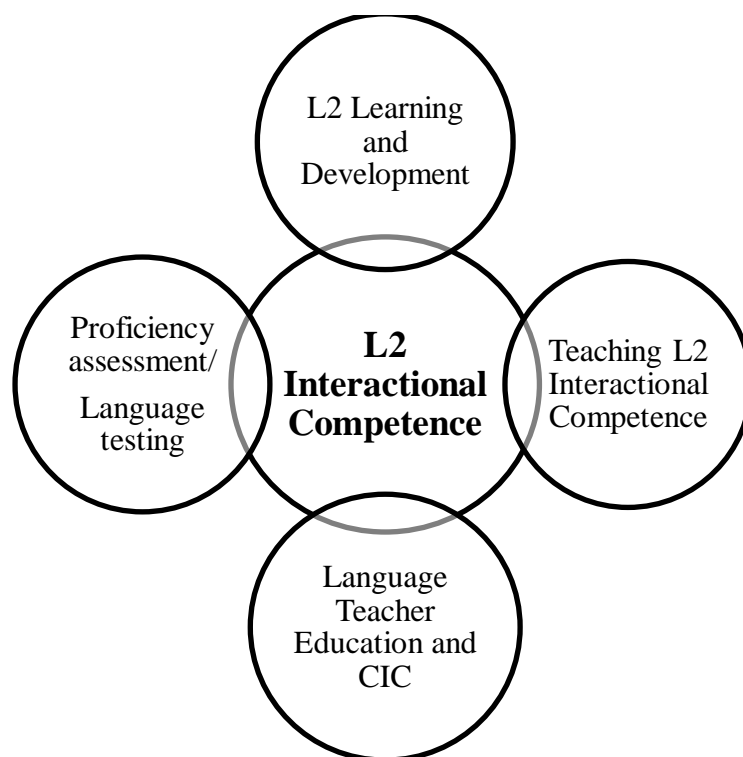 L2 Learning
and
Development
Proficiency
assessment/
Language
testing
L2
Interactional
Competence
Teaching L2
Interactional
Competence
Language
Teacher
Education and
CIC